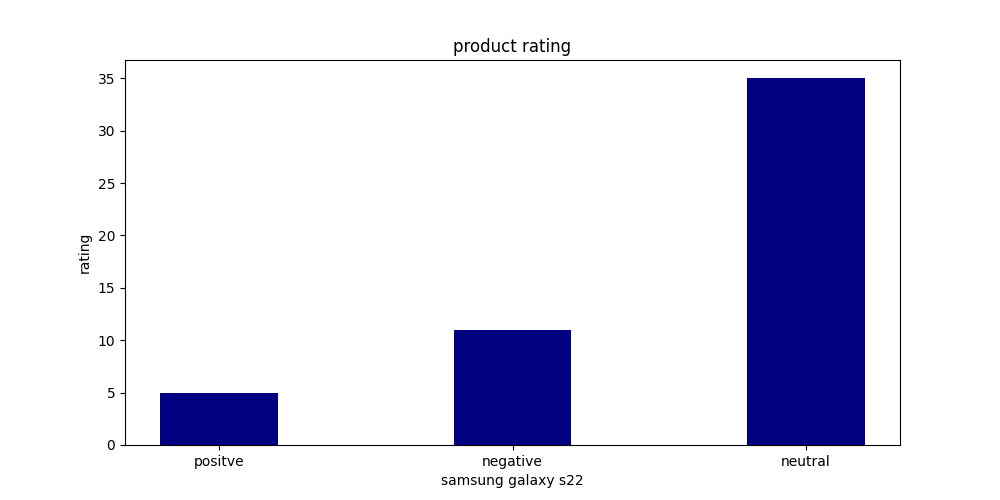 product rating
rating
35
30
25
20
15
10
5
0
positve
negative
neutral
samsung galaxy s22